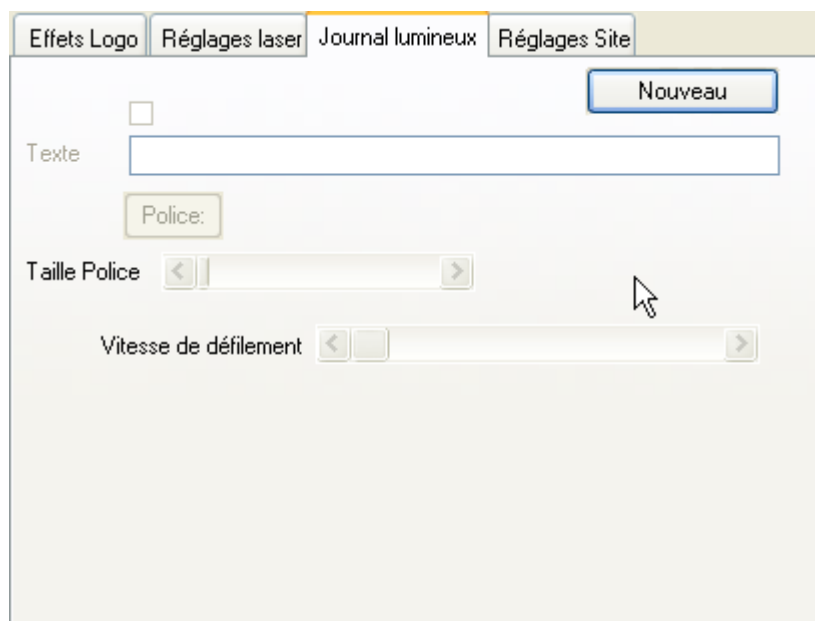 Effets Logo Réglages laser Journal lumineux Réglages Site
Nouveau
Texte
Police:
Taille Police
Vitesse de défilement